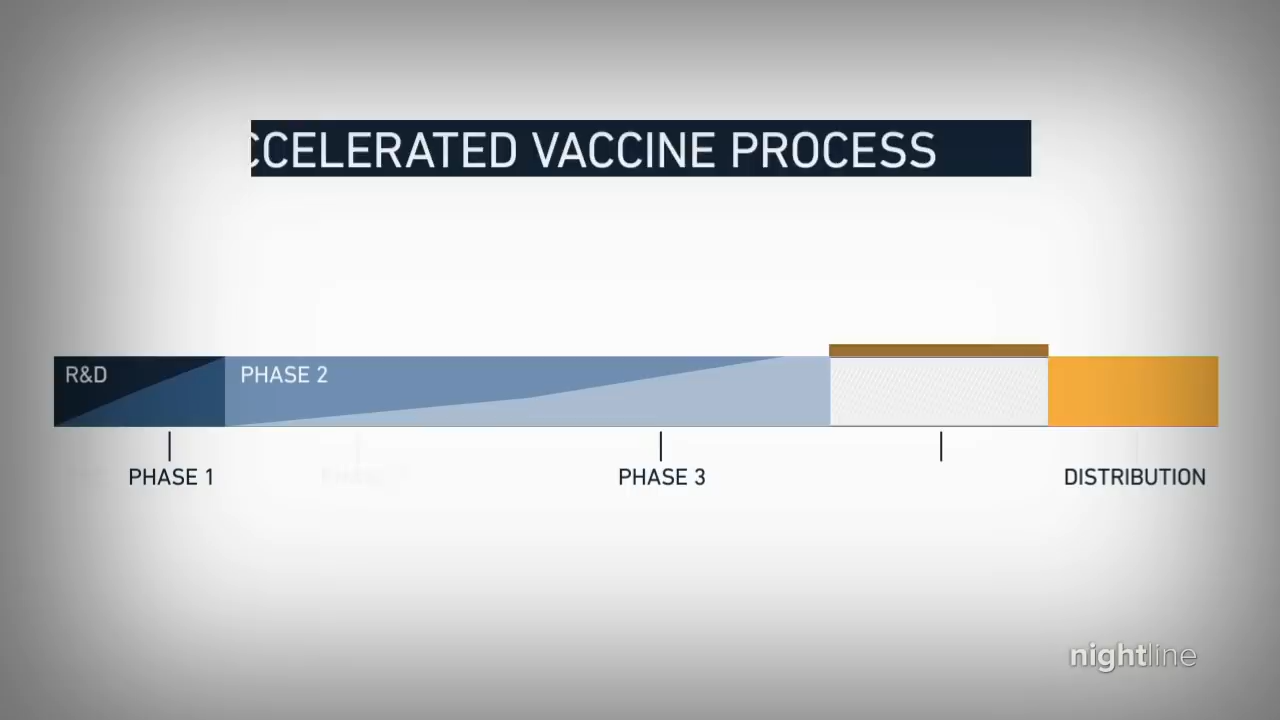 CCELERATED VACCINE PROCESS
R&D
PHASE 2
PHASE 1
PHASE 3
DISTRIBUTION
nightline